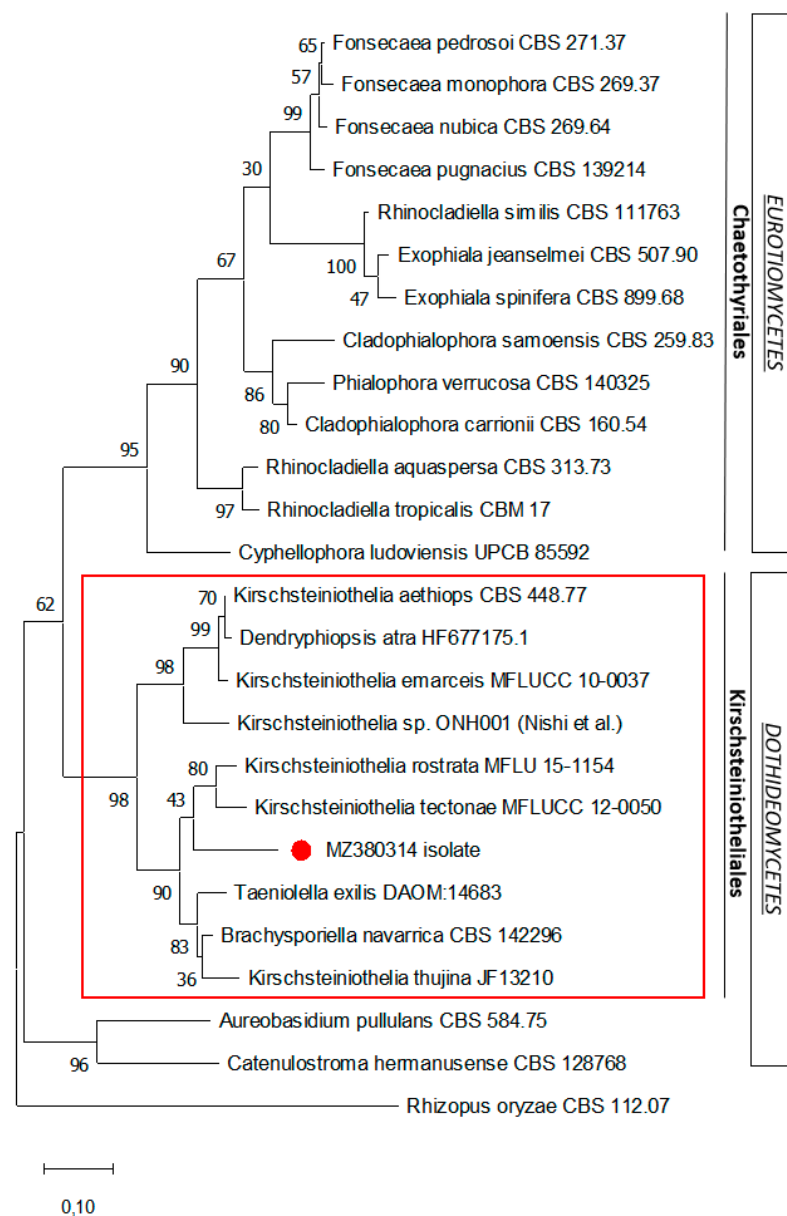 65
Fonsecaea pedrosoi CBS 271.37
57
Fonsecaea monophora CBS 269.37
99
Fonsecaea nubica CBS 269.64
30
Fonsecaea pugnacius CBS 139214
Rhinocladiella similis CBS 111763
67
100
Exophiala jeanselmei CBS 507.90
47
Exophiala spinifera CBS 899.68
Cladophialophora samoensis CBS 259.83
90
86
Phialophora verrucosa CBS 140325
80
Cladophialophora carrionii CBS 160.54
95
Rhinocladiella aquaspersa CBS 313.73
97
Rhinocladiella tropicalis CBM 17
Cyphellophora ludoviensis UPCB 85592
Chaetothyriales
EUROTIOMYCETES
62
70
Kirschsteiniothelia aethiops CBS 448.77
99
Dendryphiopsis atra HF677175.1
98
Kirschsteiniothelia emarceis MFLUCC 10-0037
Kirschsteiniothelia sp. ONH001 (Nishi et al.)
80
Kirschsteiniothelia rostrata MFLU 15-1154
98
43
Kirschsteiniothelia tectonae MFLUCC 12-0050
MZ380314 isolate
90
Taeniolella exilis DAOM:14683
83
Brachysporiella navarrica CBS 142296
36
Kirschsteiniothelia thujina JF13210
Kirschsteiniotheliales
DOTHIDEOMYCETES
Aureobasidium pullulans CBS 584.75
96
Catenulostroma hermanusense CBS 128768
Rhizopus oryzae CBS 112.07
0,10